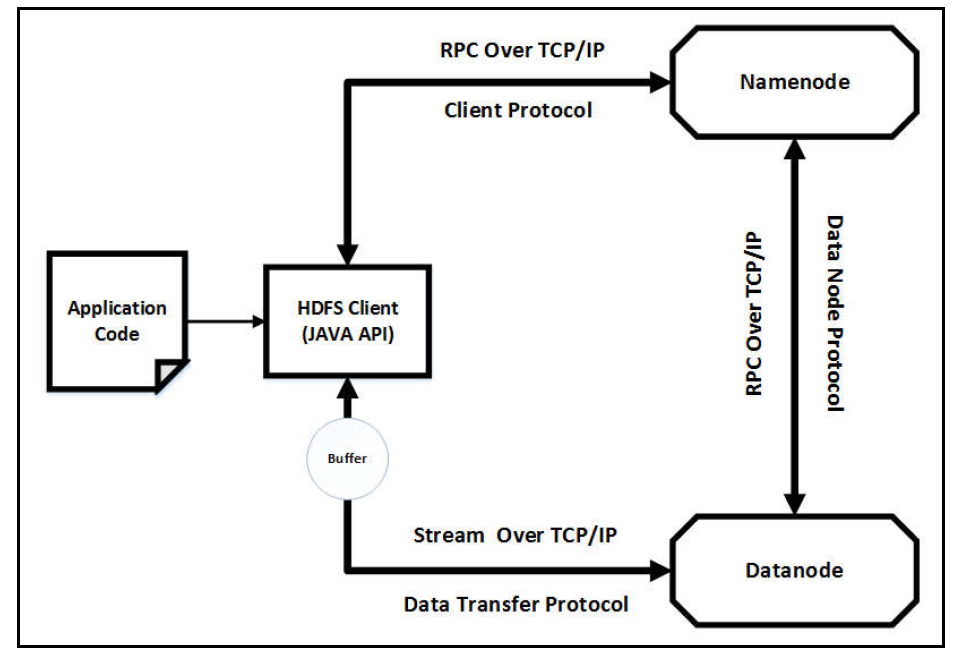 RPC Over TCP/IP
Client Protocol
Namenode
Application
Code
HDFS Client
(JAVA API)
RPC Over TCP/IP
Data Node Protocol
Buffer
Stream Over TCP/IP
Data Transfer Protocol
Datanode